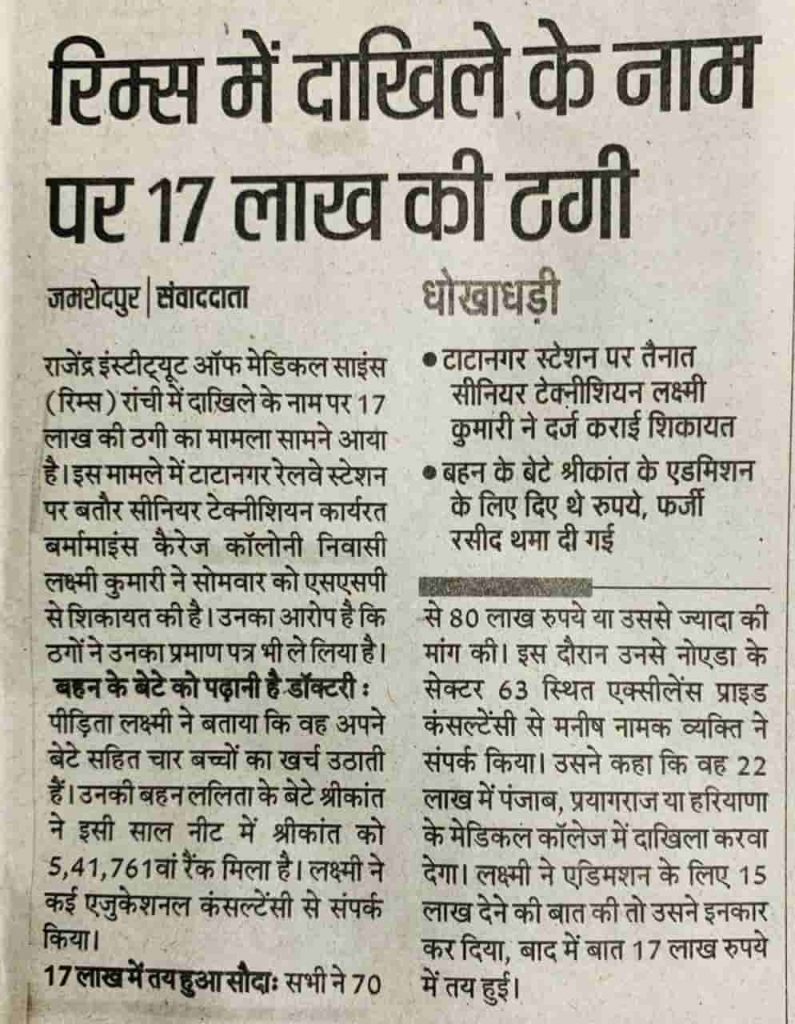 रिम्स में दाखिले के नाम
पर 17 लाख की ठगी
जमशेदपुर | संवाददाता
राजेंद्र इंस्टीट्यूट ऑफ मेडिकल साइंस
(रिम्स) रांची में दाखिले के नाम पर 17
लाख की ठगी का मामला सामने आया
है। इस मामले में टाटानगर रेलवे स्टेशन
पर बतौर सीनियर टेक्नीशियन कार्यरत
बर्मामाइंस कैरेज कॉलोनी निवासी
लक्ष्मी कुमारी ने सोमवार को एसएसपी
से शिकायत की है। उनका आरोप है कि
ठगों ने उनका प्रमाण पत्र भी ले लिया है।
बहन के बेटे को पढ़ानी है डॉक्टरी :
पीड़िता लक्ष्मी ने बताया कि वह अपने
बेटे सहित चार बच्चों का खर्च उठाती
हैं। उनकी बहन ललिता के बेटे श्रीकांत
ने इसी साल नीट में श्रीकांत को
5,41,761वां रैंक मिला है। लक्ष्मी ने
कई एजुकेशनल कंसल्टेंसी से संपर्क
किया।
17 लाख में तय हुआ सौदाः सभी ने 70
धोखाधड़ी
● टाटानगर स्टेशन पर तैनात
सीनियर टेक्नीशियन लक्ष्मी
कुमारी ने दर्ज कराई शिकायत
● बहन के बेटे श्रीकांत के एडमिशन
के लिए दिए थे रुपये, फर्जी
रसीद थमा दी गई
से 80 लाख रुपये या उससे ज्यादा की
मांग की। इस दौरान उनसे नोएडा के
सेक्टर 63 स्थित एक्सीलेंस प्राइड
कंसल्टेंसी से मनीष नामक व्यक्ति ने
संपर्क किया। उसने कहा कि वह 22
लाख में पंजाब, प्रयागराज या हरियाणा
के मेडिकल कॉलेज में दाखिला करवा
देगा। लक्ष्मी ने एडिमशन के लिए 15
लाख देने की बात की तो उसने इनकार
कर दिया, बाद में बात 17 लाख रुपये
में तय हुई।